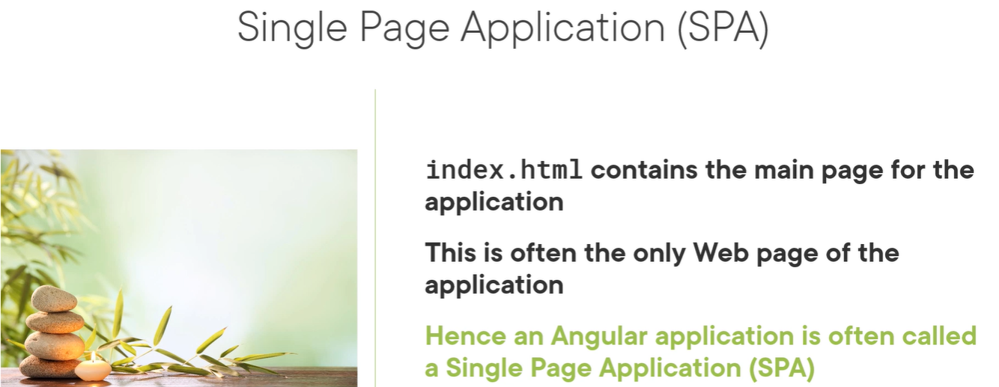 Single Page Application (SPA)
index.html contains the main page for the
application
This is often the only Web page of the
application
Hence an Angular application is often called
a Single Page Application (SPA)